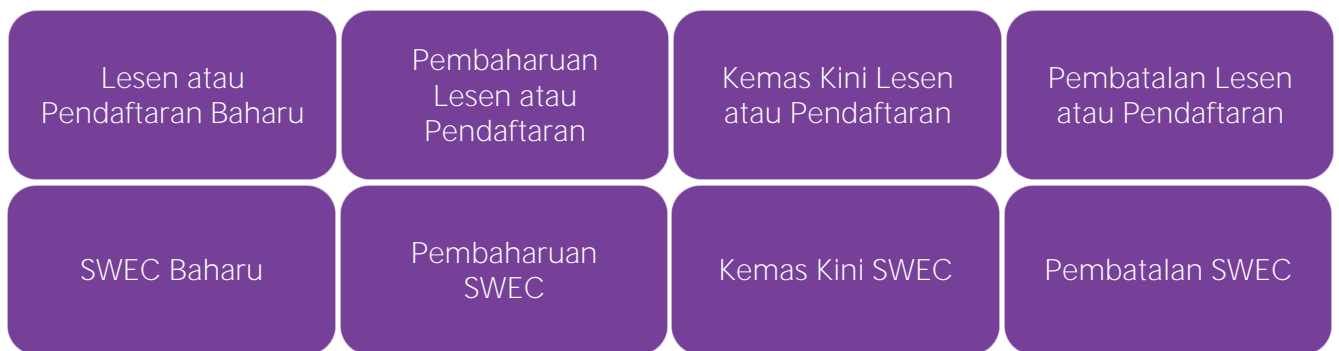 Lesen atau
Pendaftaran Baharu
Pembaharuan
Lesen atau
Pendaftaran
Kemas Kini Lesen
atau Pendaftaran
Pembatalan Lesen
atau Pendaftaran
SWEC Baharu
Pembaharuan
SWEC
Kemas Kini SWEC
Pembatalan SWEC